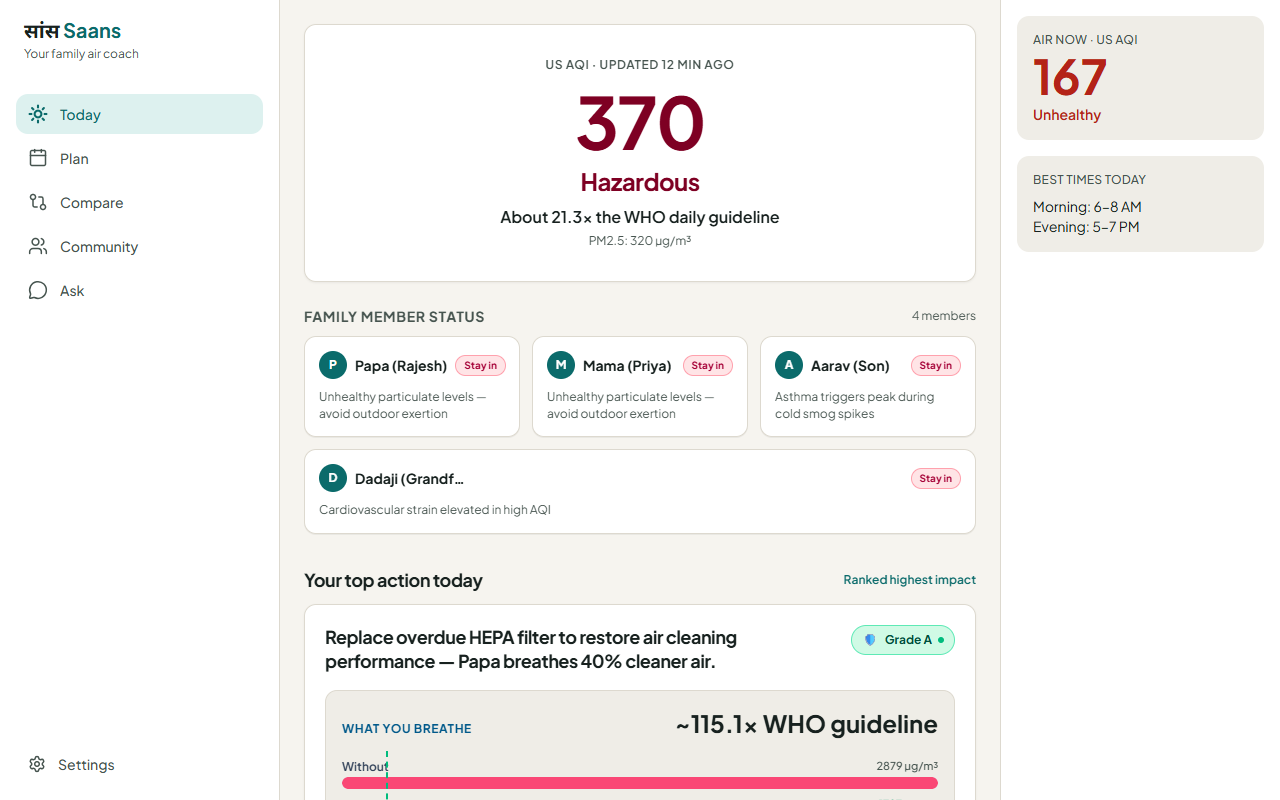 सांस Saans
Your family air coach
Today
Plan
Compare
Community
Ask
Settings
US AQI · UPDATED 12 MIN AGO
370
Hazardous
About 21.3× the WHO daily guideline
PM2.5: 320 µg/m³
FAMILY MEMBER STATUS
4 members
P Papa (Rajesh) Stay in
Unhealthy particulate levels —
avoid outdoor exertion
M Mama (Priya) Stay in
Unhealthy particulate levels —
avoid outdoor exertion
A Aarav (Son) Stay in
Asthma triggers peak during
cold smog spikes
D Dadaji (Grandf... Stay in
Cardiovascular strain elevated in high AQI
Your top action today
Ranked highest impact
Replace overdue HEPA filter to restore air cleaning
performance — Papa breathes 40% cleaner air.
Grade A
WHAT YOU BREATHE
~115.1× WHO guideline
Without
2879 µg/m³
AIR NOW · US AQI
167
Unhealthy
BEST TIMES TODAY
Morning: 6–8 AM
Evening: 5–7 PM